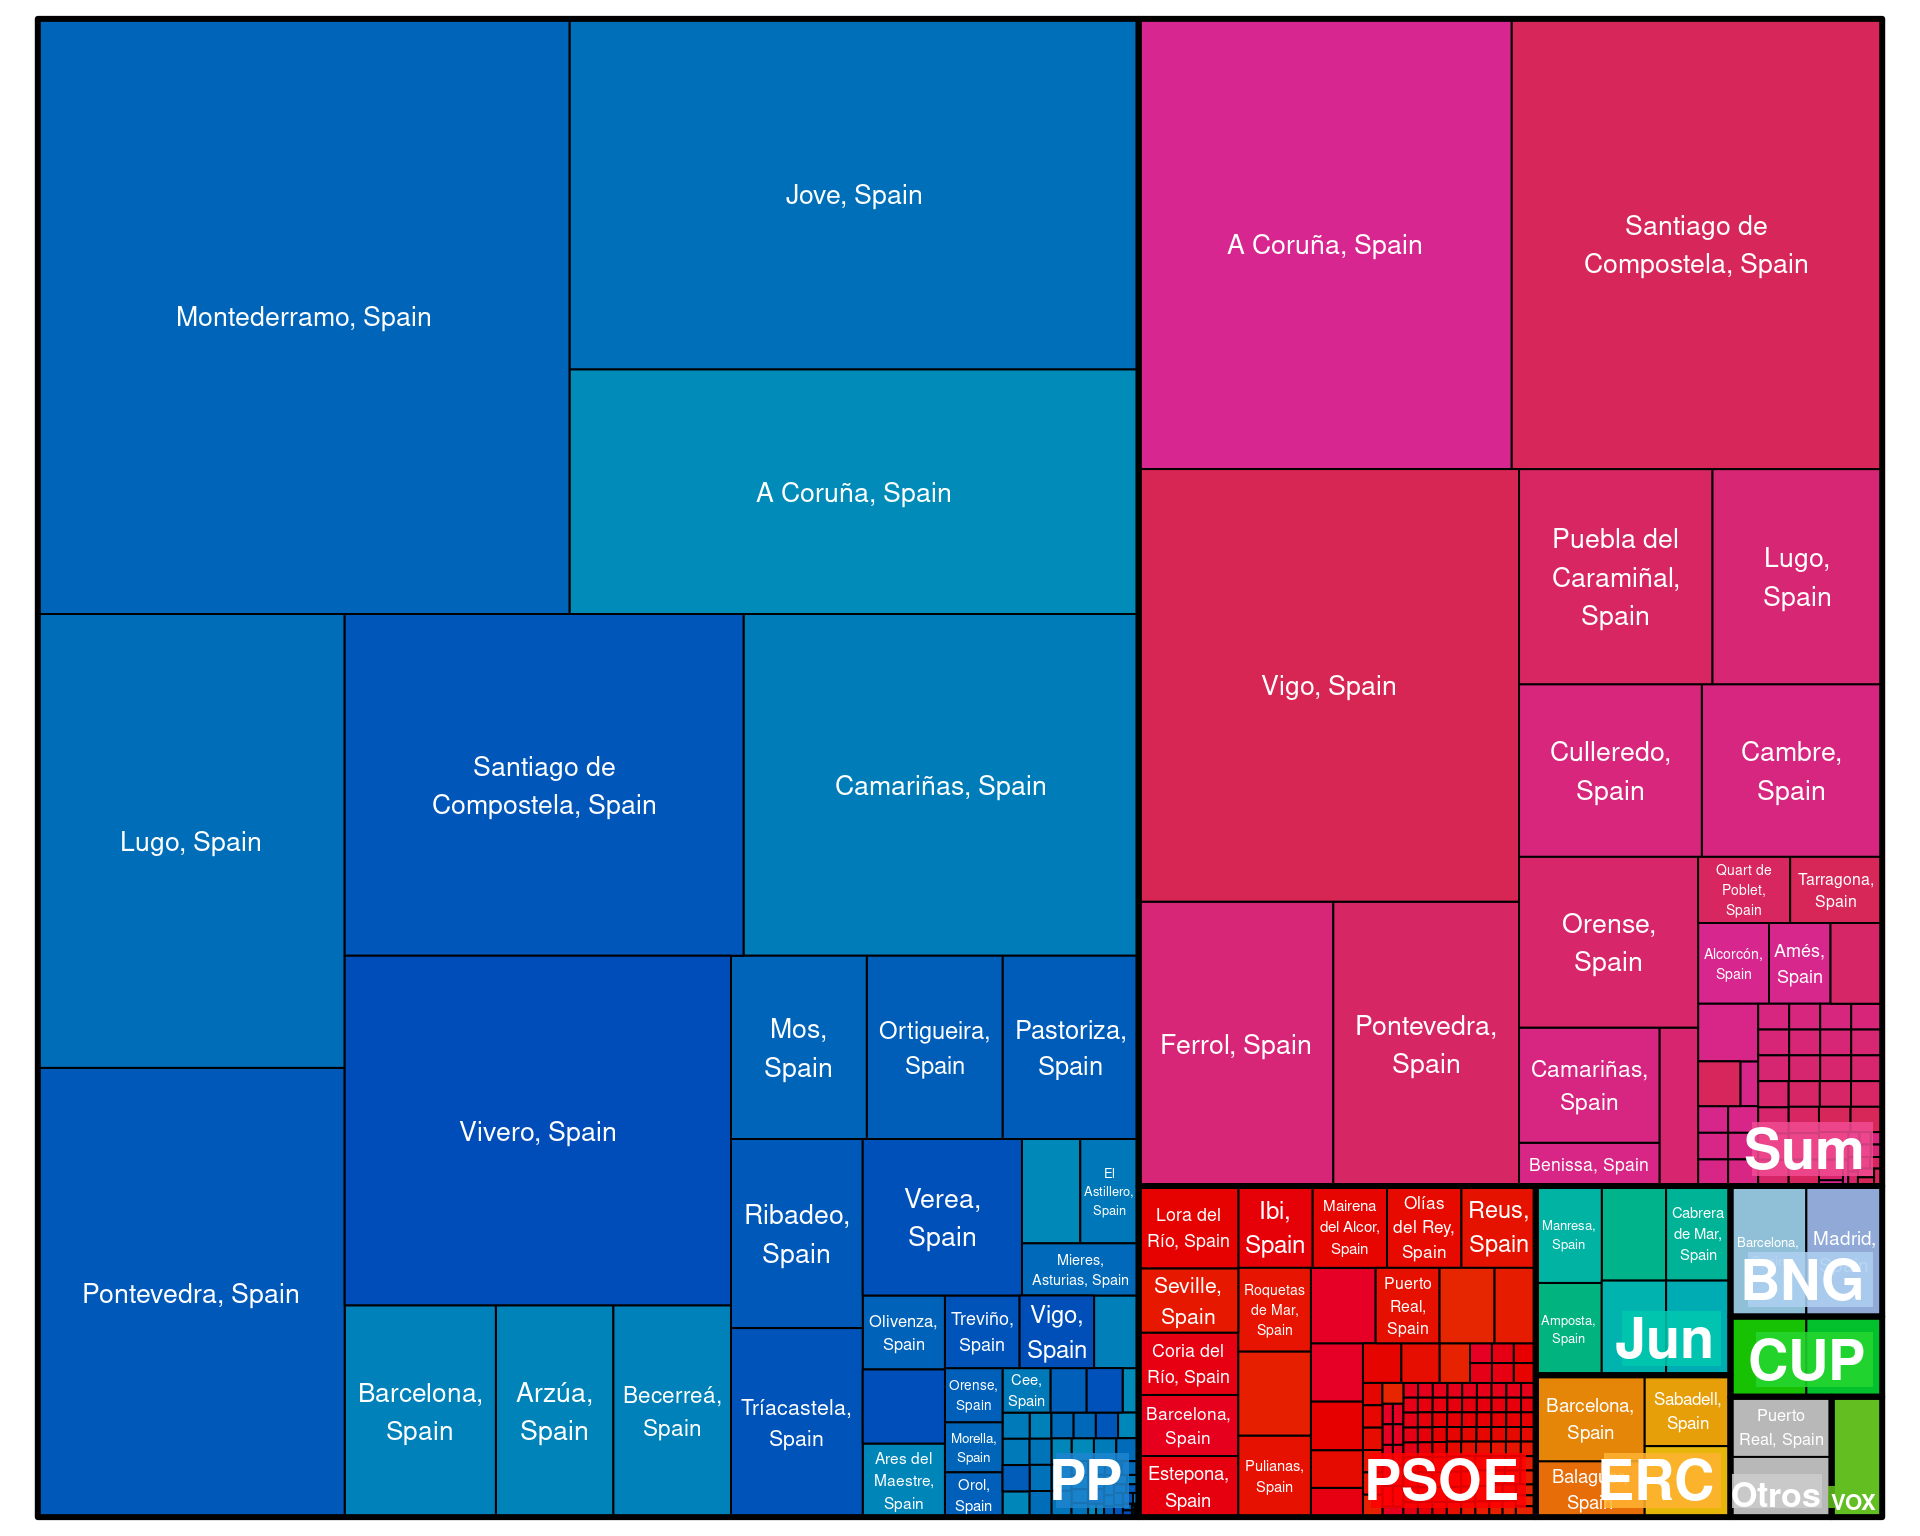 Montederramo, Spain
Jove, Spain
A Coruña, Spain
Lugo, Spain
Santiago de
Compostela, Spain
Camariñas, Spain
Pontevedra, Spain
Vivero, Spain
Barcelona,
Spain
Arzúa,
Spain
Becerreá,
Spain
Mos,
Spain
Ortigueira,
Spain
Pastoriza,
Spain
Ribadeo,
Spain
Tríacastela,
Spain
Verea,
Spain
El
Astillero,
Spain
Mieres,
Asturias, Spain
Olivenza,
Spain
Treviño,
Spain
Vigo,
Spain
Ares del
Maestre,
Spain
Orense,
Spain
Morella,
Spain
Orol,
Spain
Cee,
Spain
PP
A Coruña, Spain
Santiago de
Compostela, Spain
Vigo, Spain
Puebla del
Caramiñal,
Spain
Lugo,
Spain
Culleredo,
Spain
Cambre,
Spain
Ferrol, Spain
Pontevedra,
Spain
Orense,
Spain
Quart de
Poblet,
Spain
Tarragona,
Spain
Alcorcón,
Spain
Amés,
Spain
Camariñas,
Spain
Benissa, Spain
Sum
Lora del
Río, Spain
Ibi,
Spain
Mairena
del Alcor,
Spain
Olías
del Rey,
Spain
Reus,
Spain
Seville,
Spain
Roquetas
de Mar,
Spain
Puerto
Real,
Spain
Coria del
Río, Spain
Barcelona,
Spain
Estepona,
Spain
Pulianas,
Spain
PSOE
Manresa,
Spain
Cabrera
de Mar,
Spain
Amposta,
Spain
Jun
Barcelona,
Spain
Sabadell,
Spain
Spain
ERC
Barcelona,
Madrid,
BNG
CUP
Puerto
Real, Spain
Otros
VOX